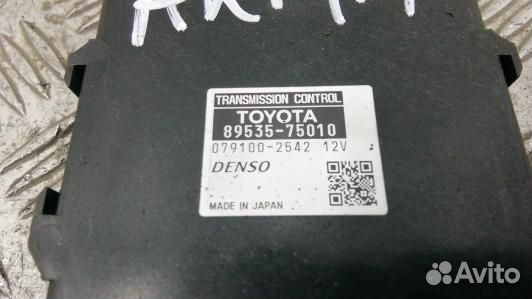 TRANSMISSION CONTROL
TOYOTA
89535-75010
079100-2542 12V
DENSO
MADE IN JAPAN
Avito